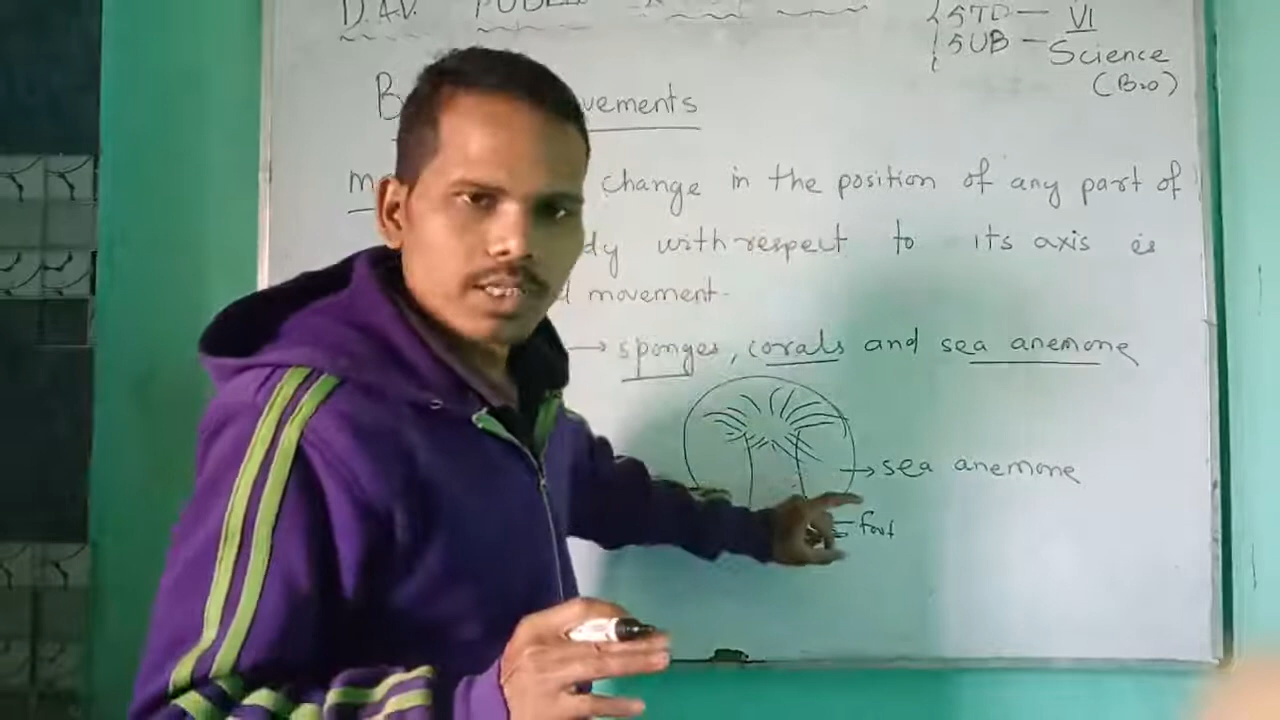 D.A.V. PUBLIC
STD — VI
SUB — Science
(Bio)
B vements
m change in the position of any part of
dy with respect to its axis is
d movement.
→ sponges, corals and sea anemone
→ sea anemone
foot